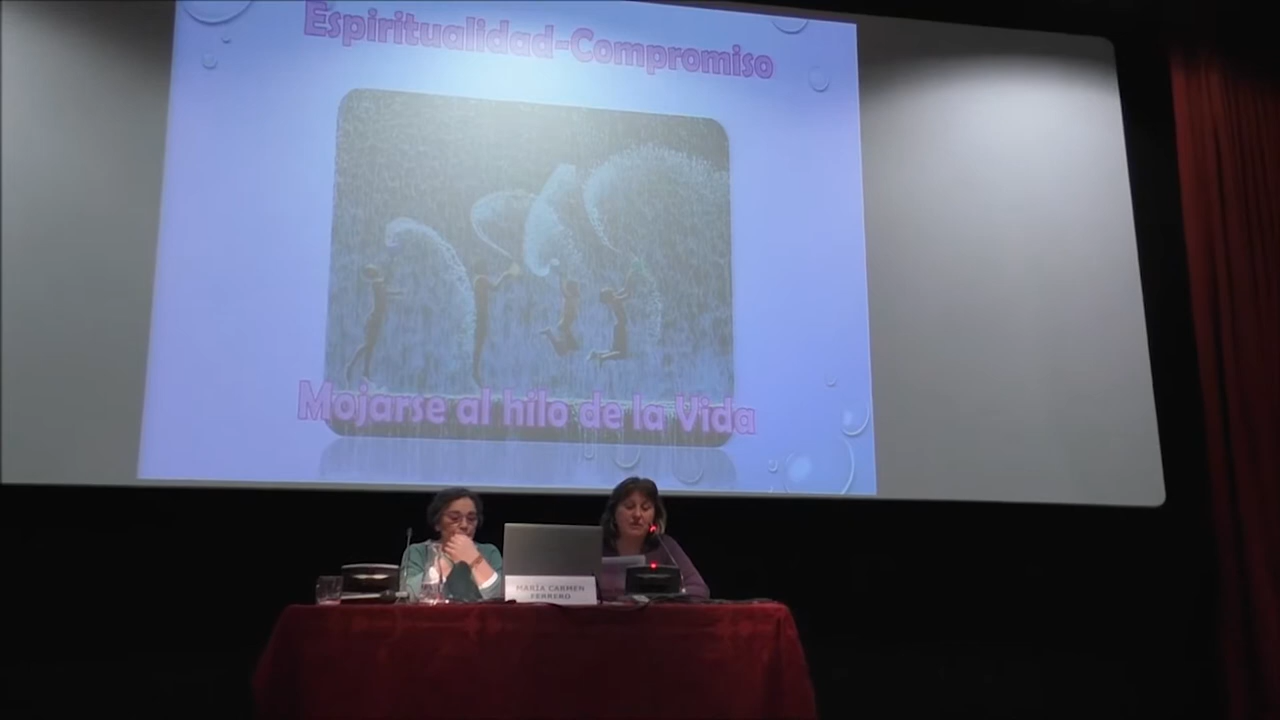 Espiritualidad-Compromiso
Mojarse al hilo de la Vida
MARÍA CARMEN
FERRERO